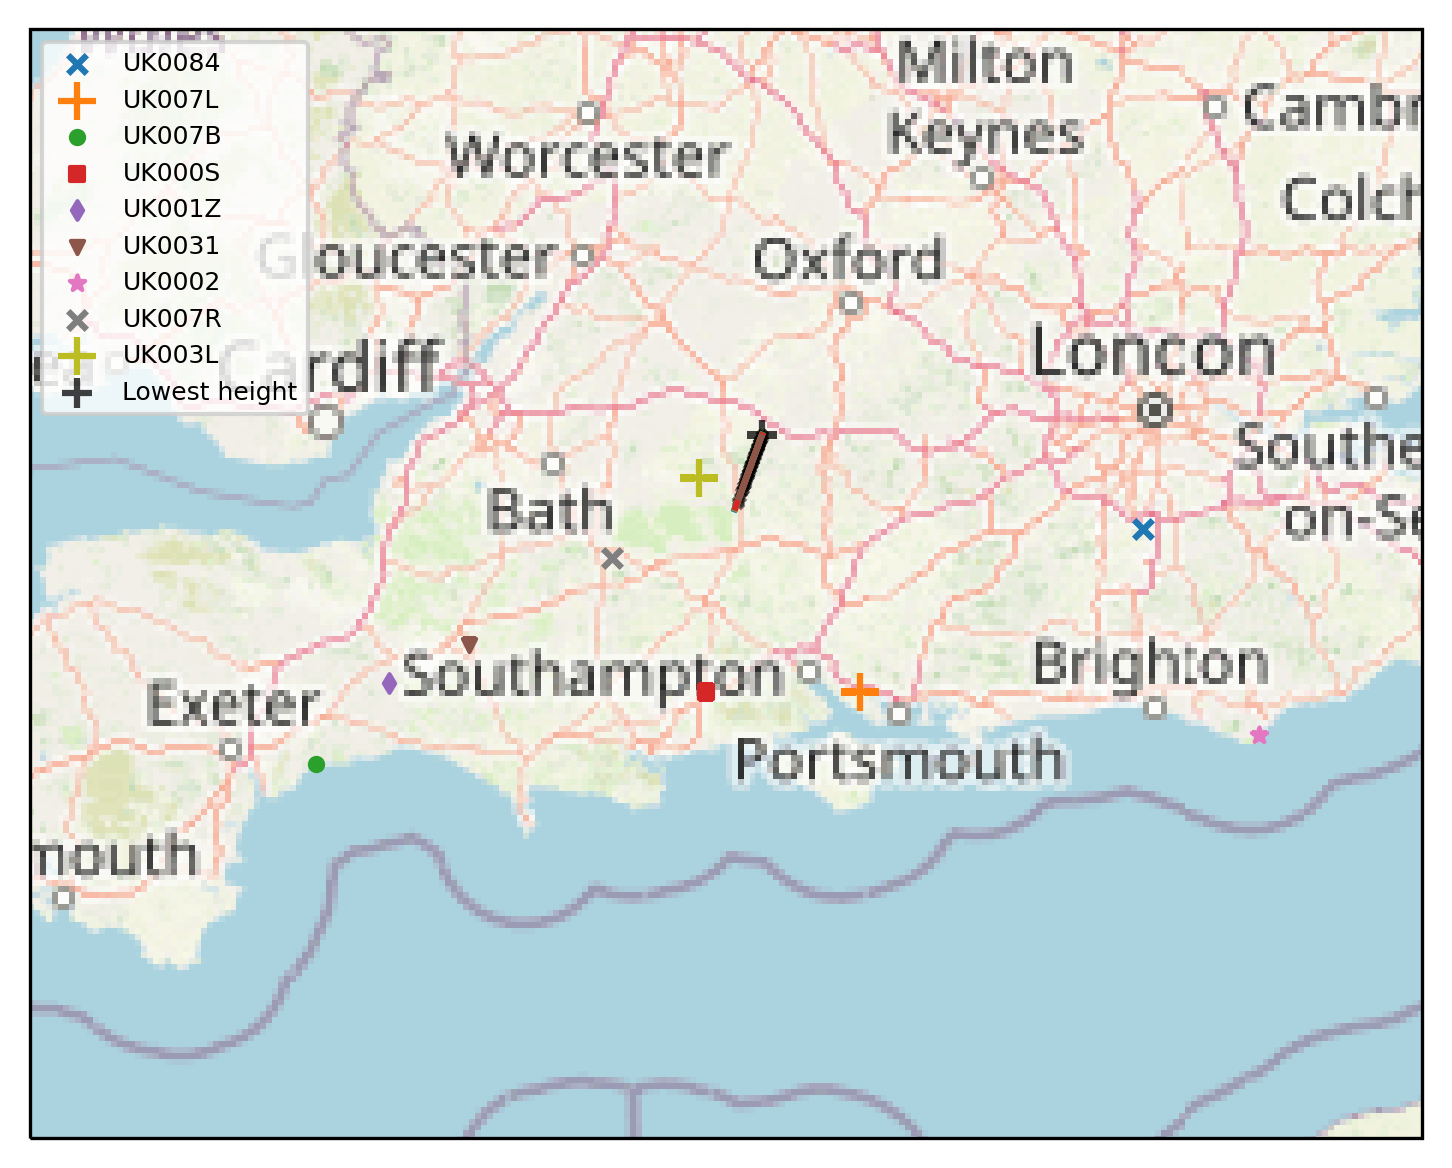 UK0084
UK007L
UK007B
UK000S
UK001Z
UK0031
UK0002
UK007R
UK003L
Lowest height
Milton
Keynes
Cambr
Worcester
Colch
Gloucester
Oxford
Cardiff
Loncon
Southe
on-Se
Bath
Southampton
Brighton
Exeter
Portsmouth
mouth